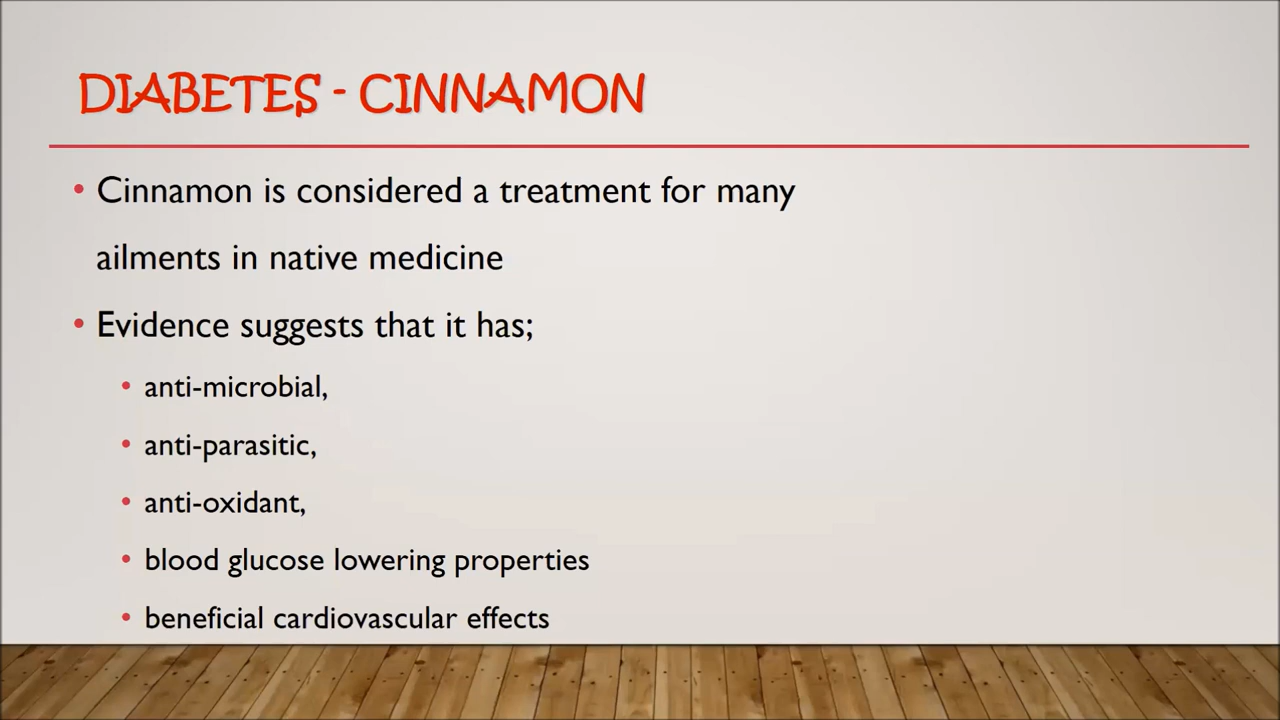 DIABETES - CINNAMON
• Cinnamon is considered a treatment for many
ailments in native medicine
• Evidence suggests that it has;
• anti-microbial,
• anti-parasitic,
• anti-oxidant,
• blood glucose lowering properties
• beneficial cardiovascular effects